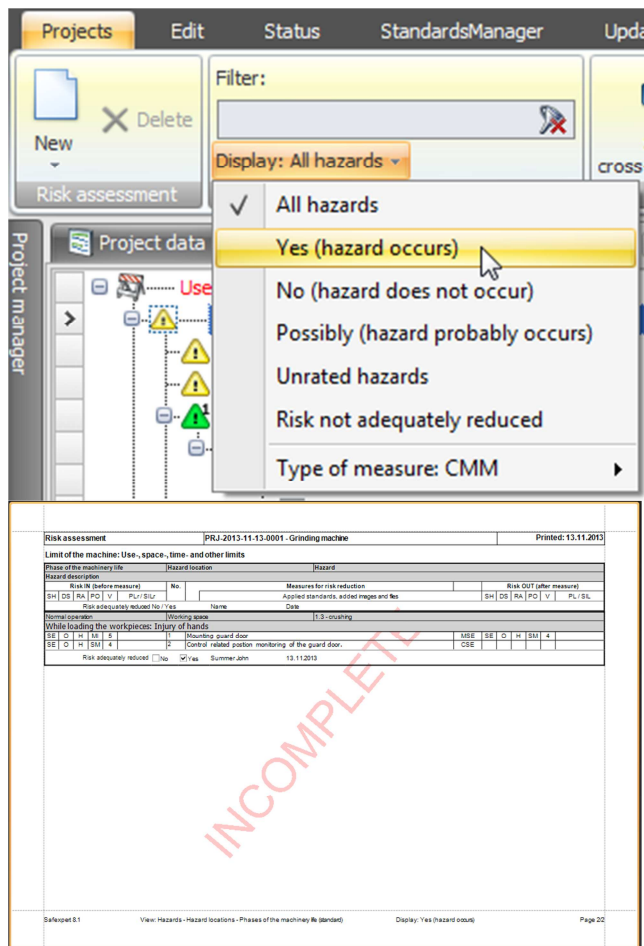 Projects Edit Status StandardsManager Upda
Filter:
New
Delete
Display: All hazards
cross
Risk assessment
All hazards
Project manager
Project data
Yes (hazard occurs)
Use
No (hazard does not occur)
Possibly (hazard probably occurs)
1
Unrated hazards
Risk not adequately reduced
Type of measure: CMM
Risk assessment PRJ-2013-11-13-0001 - Grinding machine Printed: 13.11.2013
Limit of the machine: Use-, space-, time- and other limits
Phase of the machinery life Hazard location Hazard
Hazard description
Risk IN (before measure) No. Measures for risk reduction Risk OUT (after measure)
SH DS RA PO V PLr/SILr Applied standards, added images and files SH DS RA PO V PL/SIL
Risk adequately reduced No / Yes Name Date
Normal operation Working space 1.3 - crushing
While loading the workpieces: Injury of hands
SE O H MI 5 1 Mounting guard door MSE SE O H SM 4
SE O H SM 4 2 Control related postion monitoring of the guard door. CSE
Risk adequately reduced No Yes Summer John 13.11.2013
INCOMPLETE
Safexpert 8.1 View: Hazards - Hazard locations - Phases of the machinery life (standard) Display: Yes (hazard occurs) Page 2/2